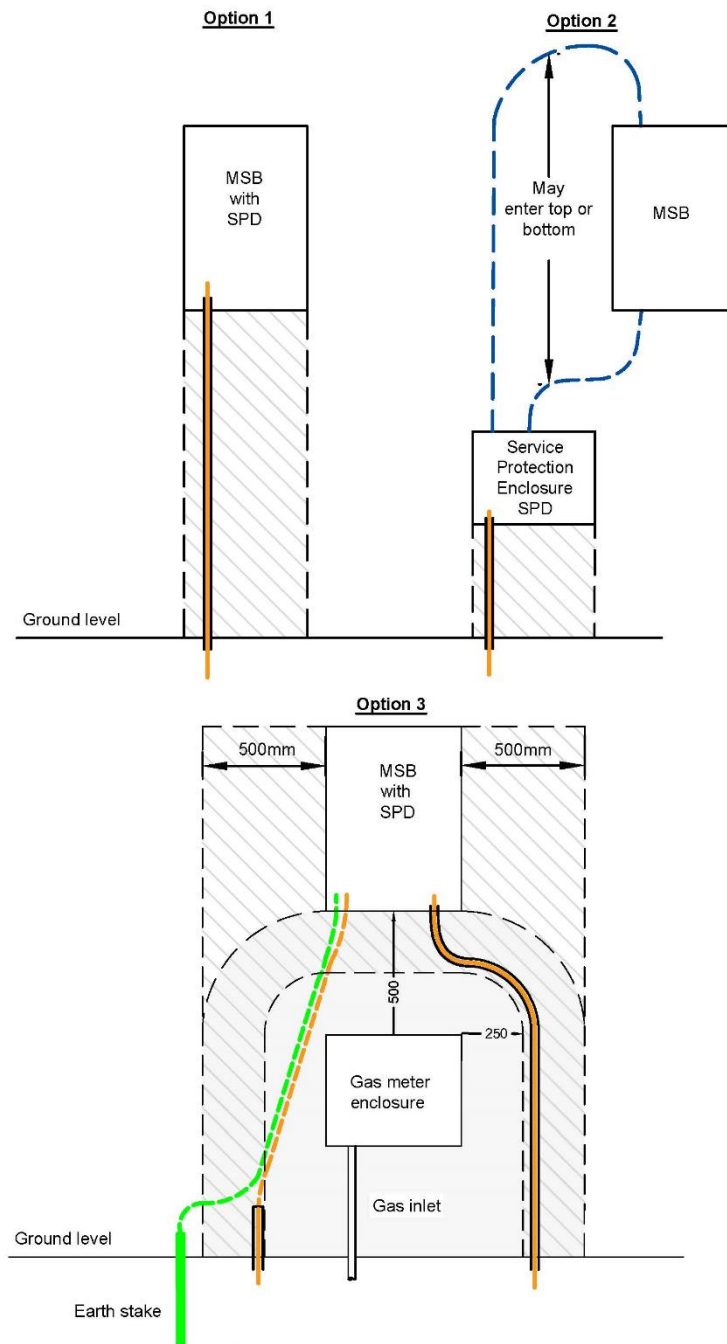 Option 1
Option 2
MSB
with
SPD
May
enter top or
bottom
MSB
Service
Protection
Enclosure
SPD
Ground level
Option 3
500mm
500mm
MSB
with
SPD
500
250
Gas meter
enclosure
Gas inlet
Ground level
Earth stake